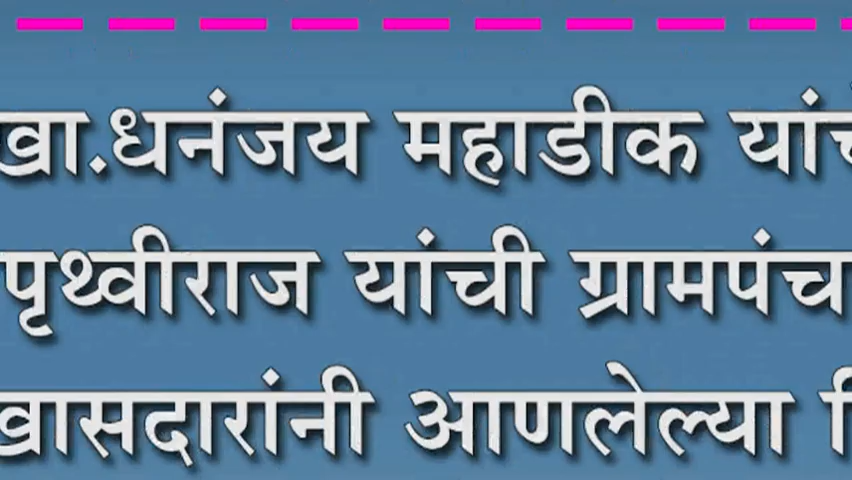 खा.धनंजय महाडीक यांच
पृथ्वीराज यांची ग्रामपंच
खासदारांनी आणलेल्या